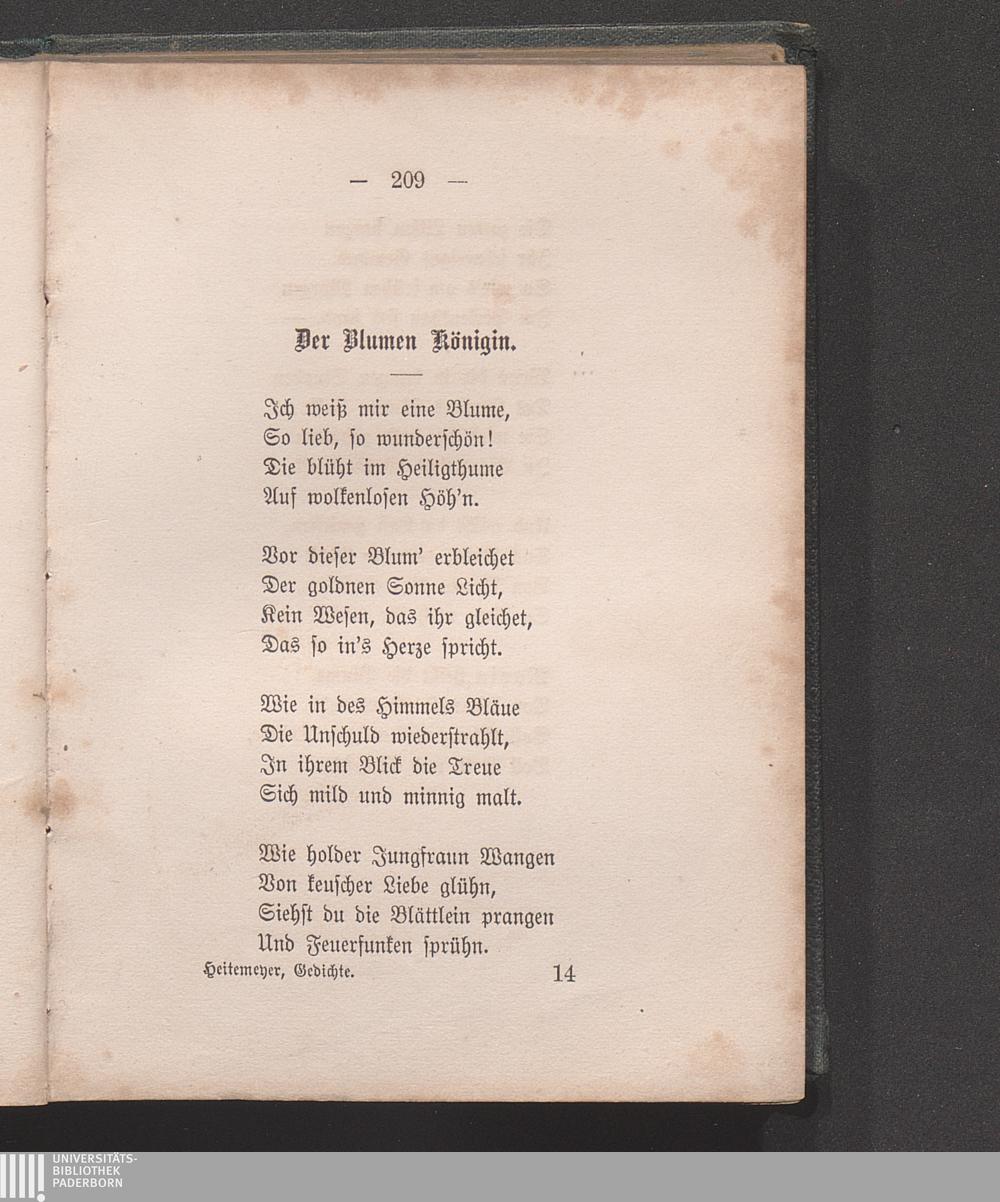 — 209 —
Der Blumen Königin.
Ich weiß mir eine Blume,
So lieb, so wunderschön!
Die blüht im Heiligthume
Auf wolkenlosen Höh'n.
Vor dieser Blum' erbleichet
Der goldnen Sonne Licht,
Kein Wesen, das ihr gleichet,
Das so in's Herze spricht.
Wie in des Himmels Bläue
Die Unschuld wiederstrahlt,
In ihrem Blick die Treue
Sich mild und minnig malt.
Wie holder Jungfraun Wangen
Von keuscher Liebe glühn,
Siehst du die Blättlein prangen
Und Feuerfunken sprühn.
Heitemeyer, Gedichte. 14
UNIVERSITÄTS-
BIBLIOTHEK
PADERBORN